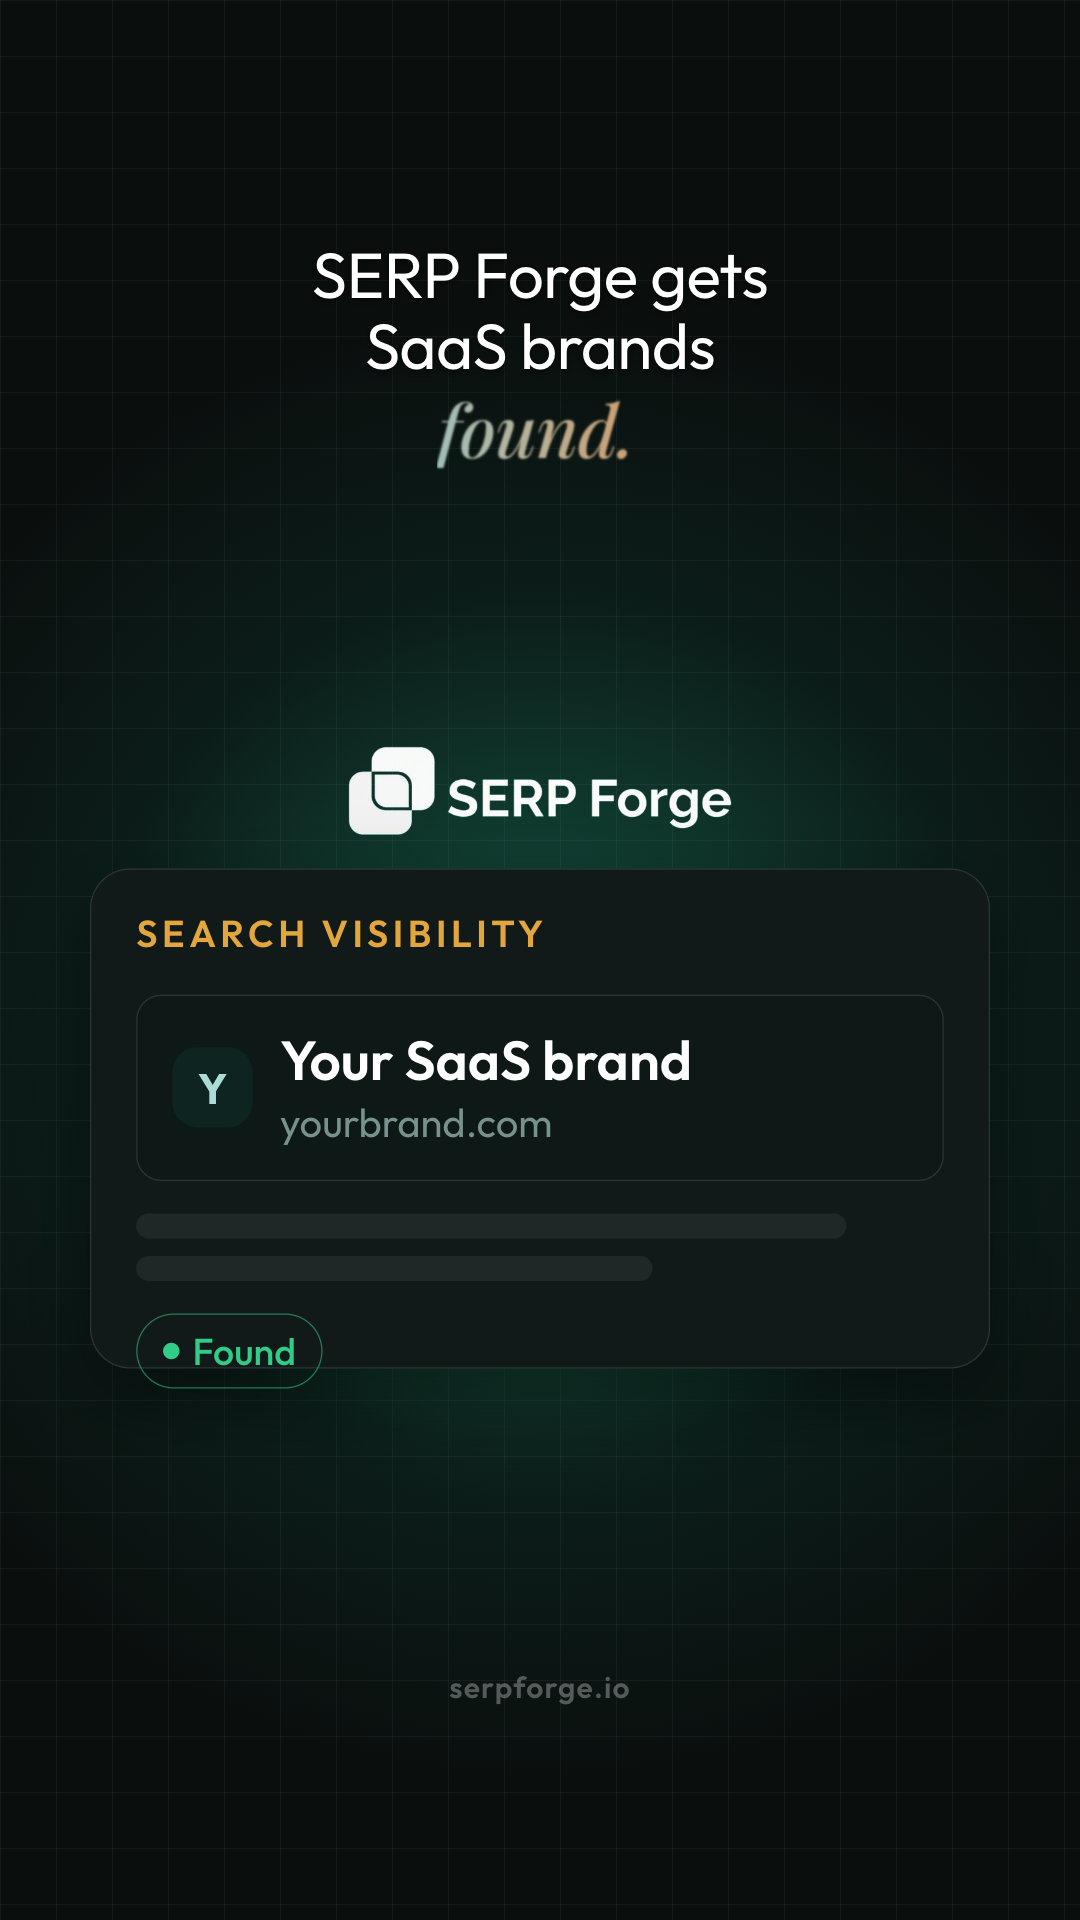 SERP Forge gets
SaaS brands
found.
SERP Forge
SEARCH VISIBILITY
Y
Your SaaS brand
yourbrand.com
Found
serpforge.io